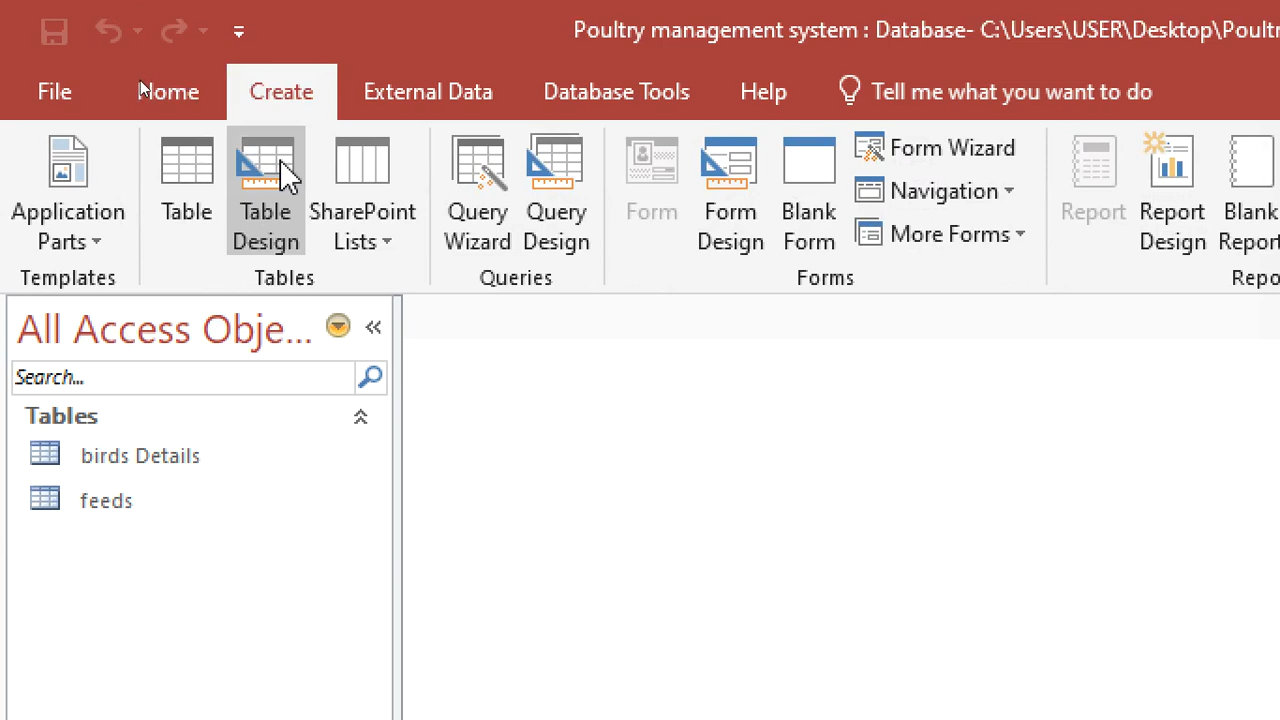 Poultry management system : Database- C:\Users\USER\Desktop\Poultr
File Home Create External Data Database Tools Help Tell me what you want to do
Application Parts
Table
Table Design
SharePoint Lists
Query Wizard
Query Design
Form
Form Design
Blank Form
Form Wizard
Navigation
More Forms
Report
Report Design
Blank Report
Templates Tables Queries Forms Repo
All Access Obje...
Search...
Tables
birds Details
feeds